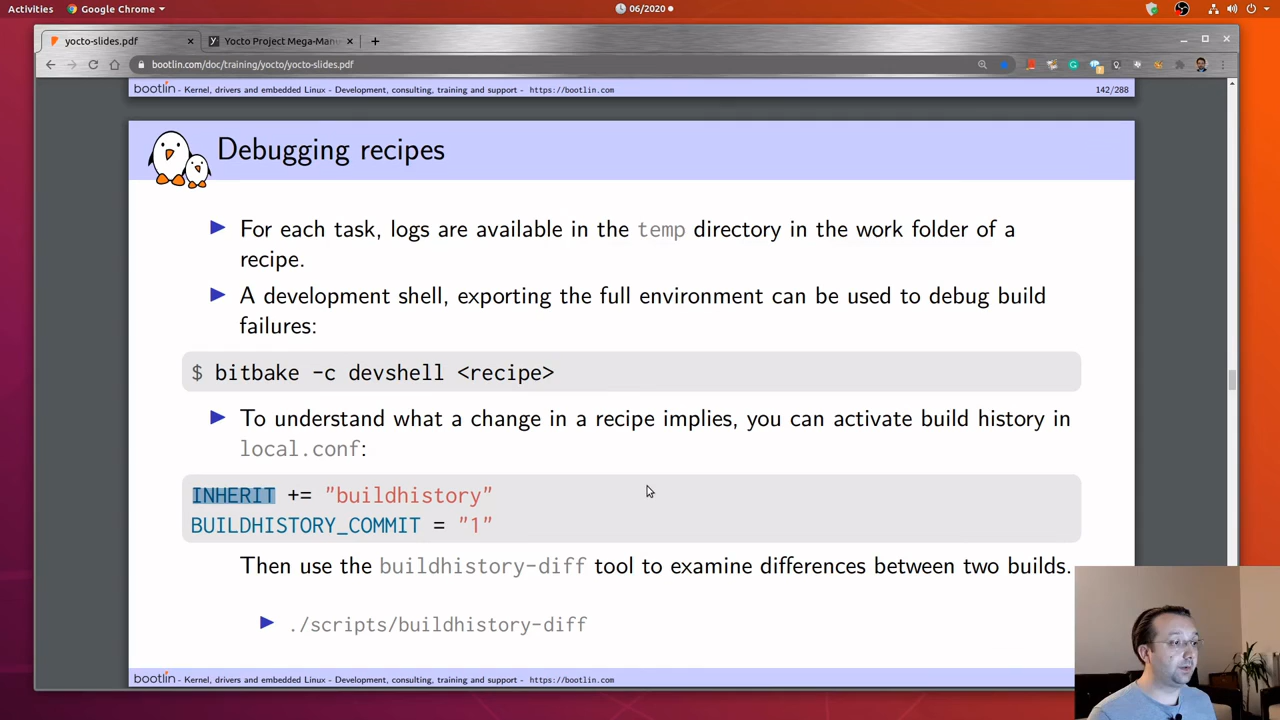 Activities
Google Chrome
06/2020
yocto-slides.pdf
Yocto Project Mega-Manu
bootlin.com/doc/training/yocto/yocto-slides.pdf
bootlin - Kernel, drivers and embedded Linux - Development, consulting, training and support - https://bootlin.com 142/288
Debugging recipes
For each task, logs are available in the temp directory in the work folder of a
recipe.
A development shell, exporting the full environment can be used to debug build
failures:
$ bitbake -c devshell <recipe>
To understand what a change in a recipe implies, you can activate build history in
local.conf:
INHERIT += "buildhistory"
BUILDHISTORY_COMMIT = "1"
Then use the buildhistory-diff tool to examine differences between two builds.
./scripts/buildhistory-diff
bootlin - Kernel, drivers and embedded Linux - Development, consulting, training and support - https://bootlin.com